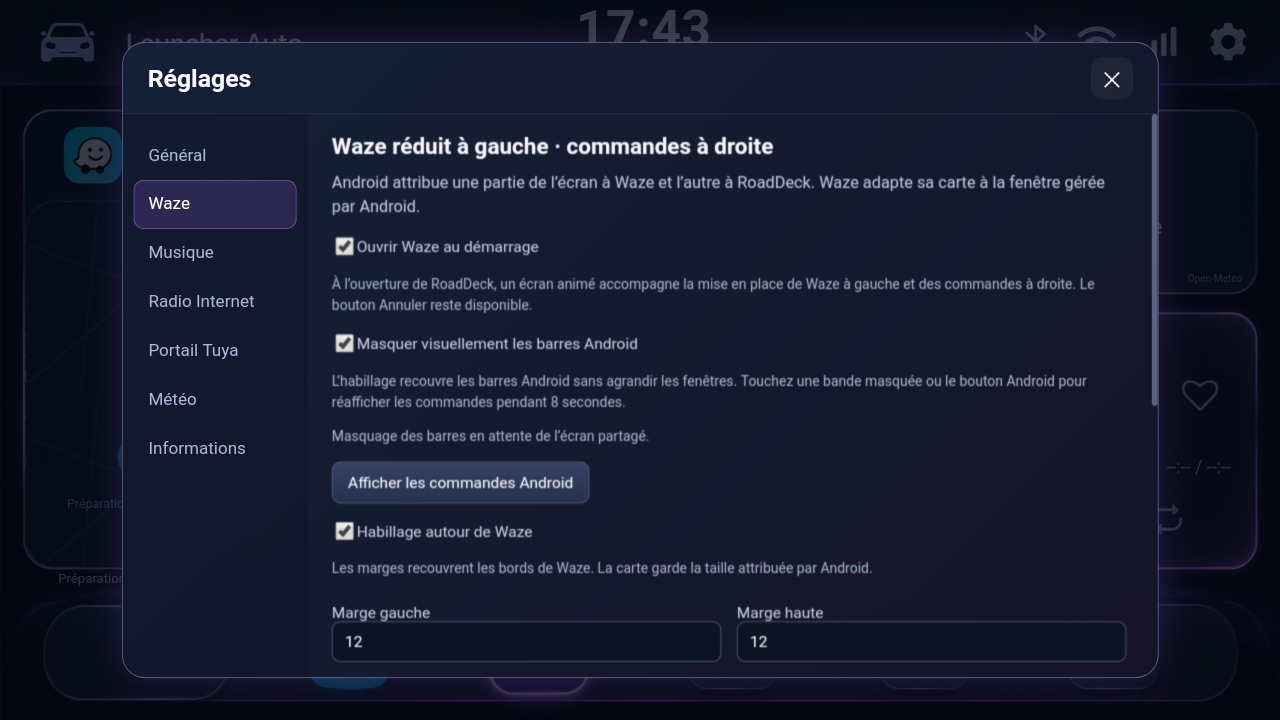 17:43
Launcher Auto
Réglages
Général
Waze
Musique
Radio Internet
Portail Tuya
Météo
Informations
Waze réduit à gauche · commandes à droite
Android attribue une partie de l’écran à Waze et l’autre à RoadDeck. Waze adapte sa carte à la fenêtre gérée
par Android.
Ouvrir Waze au démarrage
À l’ouverture de RoadDeck, un écran animé accompagne la mise en place de Waze à gauche et des commandes à droite. Le
bouton Annuler reste disponible.
Masquer visuellement les barres Android
L’habillage recouvre les barres Android sans agrandir les fenêtres. Touchez une bande masquée ou le bouton Android pour
réafficher les commandes pendant 8 secondes.
Masquage des barres en attente de l’écran partagé.
Afficher les commandes Android
Habillage autour de Waze
Les marges recouvrent les bords de Waze. La carte garde la taille attribuée par Android.
Marge gauche
Marge haute
12
12
Open-Meteo
--:-- / --:--
Préparatio
Préparation